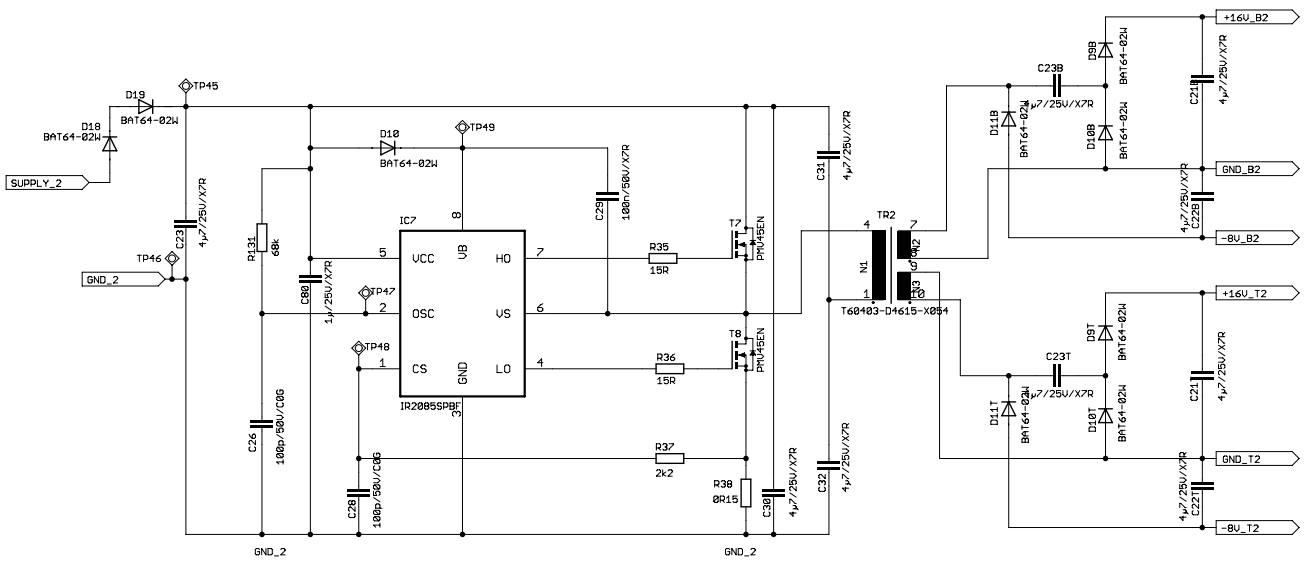 +16V_B2
D9B
BAT64-02W
C23B
4µ7/25V/X7R
C21B
4µ7/25V/X7R
D11B
BAT64-02W
D10B
BAT64-02W
GND_B2
C22B
4µ7/25V/X7R
-8V_B2
TP45
D19
BAT64-02W
D18
BAT64-02W
SUPPLY_2
C23
4µ7/25V/X7R
TP46
GND_2
D10
BAT64-02W
TP49
C29
100n/50V/X7R
C31
4µ7/25V/X7R
R131
68k
C80
1µ/25V/X7R
IC7
8
VB
5
VCC
HO
7
R35
15R
T7
PMV45EN
TP47
2
OSC
VS
6
TP48
1
CS
GND
LO
4
R36
15R
T8
PMV45EN
IR2085SPBF
3
TR2
4
7
N1
N2
8
9
N3
1
10
T60403-D4615-X054
+16V_T2
D9T
BAT64-02W
C23T
4µ7/25V/X7R
C21T
4µ7/25V/X7R
D11T
BAT64-02W
D10T
BAT64-02W
GND_T2
C22T
4µ7/25V/X7R
-8V_T2
C26
100p/50V/C0G
C28
100p/50V/C0G
R37
2k2
R38
0R15
C30
4µ7/25V/X7R
C32
4µ7/25V/X7R
GND_2
GND_2